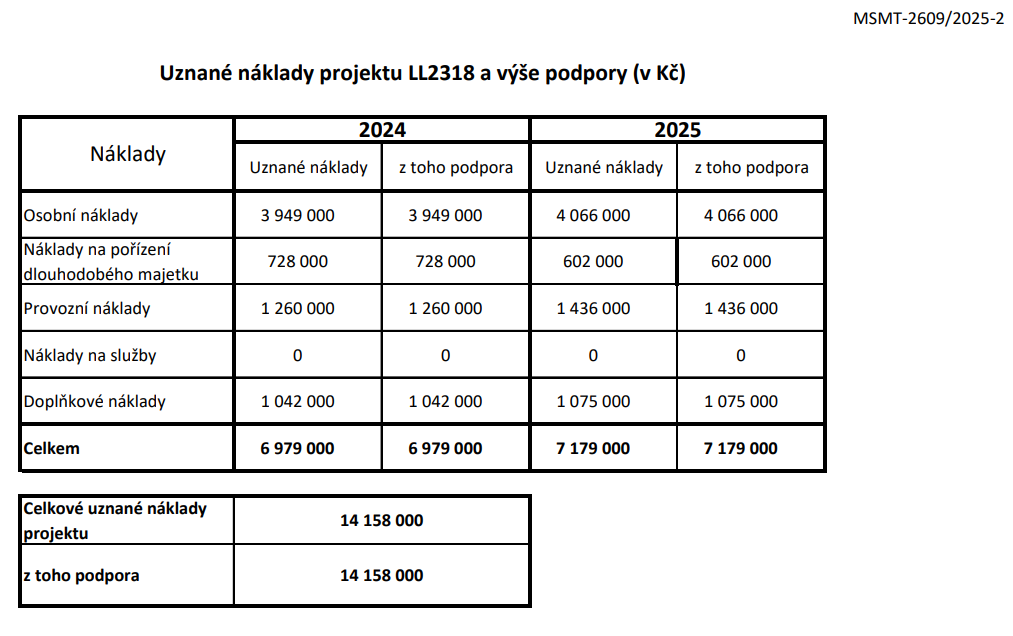 MSMT-2609/2025-2
Uznané náklady projektu LL2318 a výše podpory (v Kč)
Náklady 2024 2025
Uznané náklady z toho podpora Uznané náklady z toho podpora
Osobní náklady 3 949 000 3 949 000 4 066 000 4 066 000
Náklady na pořízení
dlouhodobého majetku 728 000 728 000 602 000 602 000
Provozní náklady 1 260 000 1 260 000 1 436 000 1 436 000
Náklady na služby 0 0 0 0
Doplňkové náklady 1 042 000 1 042 000 1 075 000 1 075 000
Celkem 6 979 000 6 979 000 7 179 000 7 179 000
Celkové uznané náklady
projektu 14 158 000
z toho podpora 14 158 000